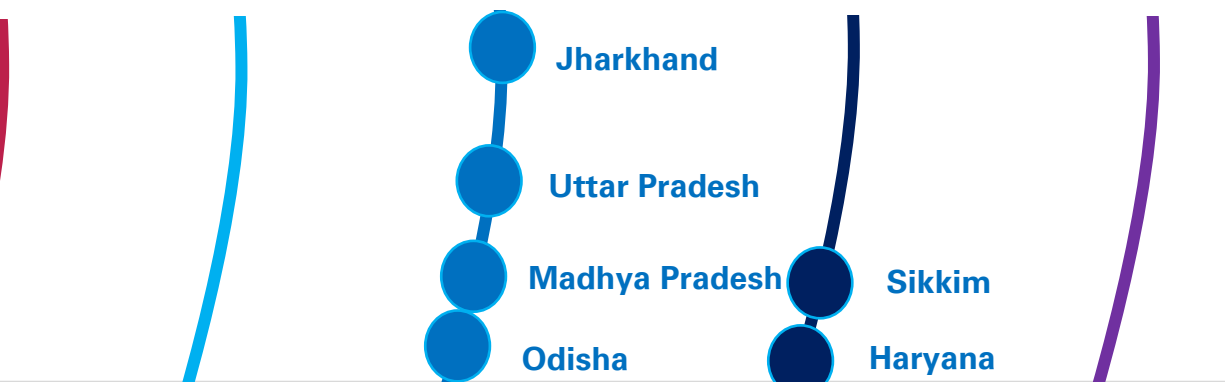 Jharkhand
Uttar Pradesh
Madhya Pradesh
Sikkim
Odisha
Haryana